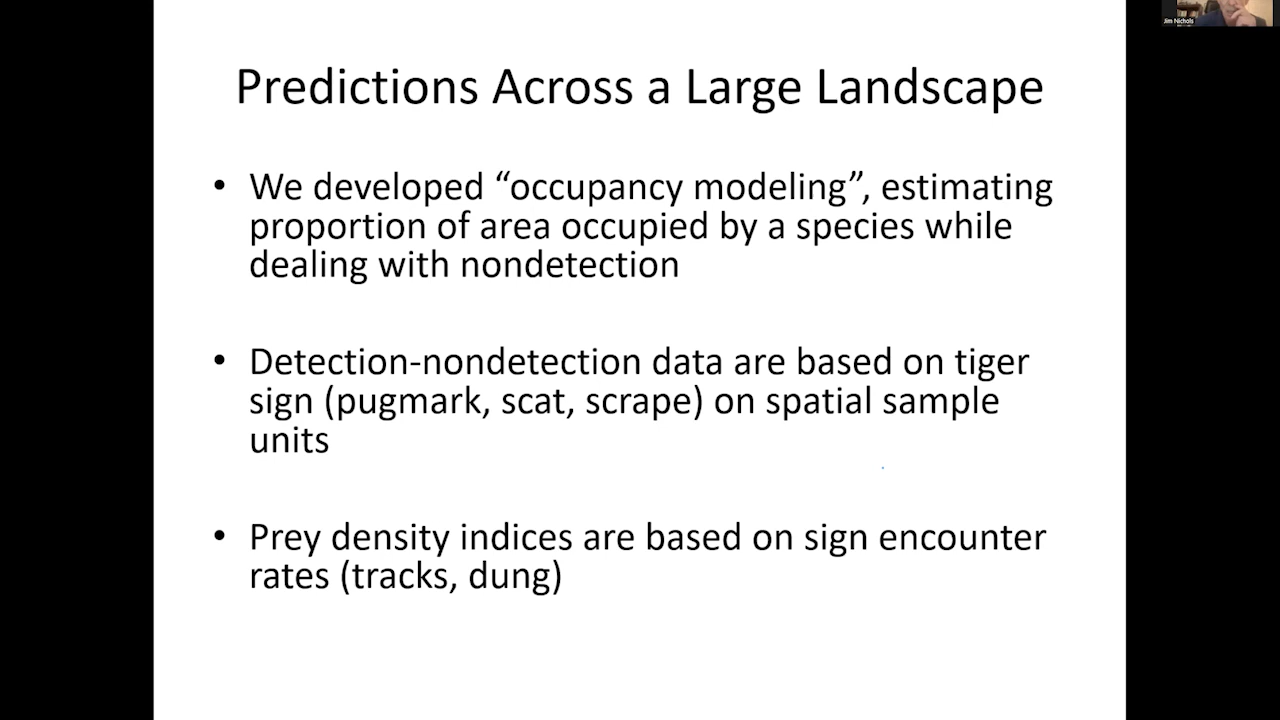 Jim Nichols
Predictions Across a Large Landscape
• We developed “occupancy modeling”, estimating
proportion of area occupied by a species while
dealing with nondetection
• Detection-nondetection data are based on tiger
sign (pugmark, scat, scrape) on spatial sample
units
• Prey density indices are based on sign encounter
rates (tracks, dung)